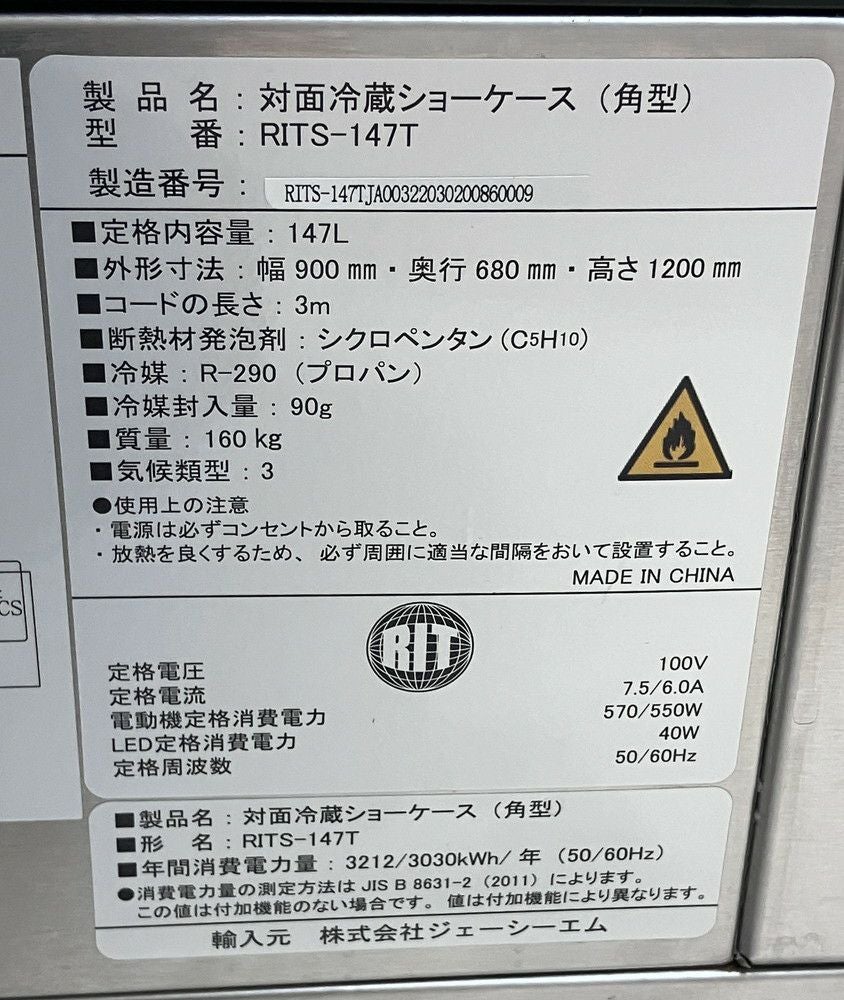 製品名：対面冷蔵ショーケース（角型）
型　番：RITS-147T
製造番号：RITS-147TJA00322030200860009
■定格内容量：147L
■外形寸法：幅 900 ㎜・奥行 680 ㎜・高さ 1200 ㎜
■コードの長さ：3m
■断熱材発泡剤：シクロペンタン（C5H10）
■冷媒：R-290（プロパン）
■冷媒封入量：90g
■質量：160 kg
■気候類型：3
●使用上の注意
・電源は必ずコンセントから取ること。
・放熱を良くするため、必ず周囲に適当な間隔をおいて設置すること。
MADE IN CHINA
RIT
定格電圧 100V
定格電流 7.5/6.0A
電動機定格消費電力 570/550W
LED定格消費電力 40W
定格周波数 50/60Hz
■製品名：対面冷蔵ショーケース（角型）
■形　名：RITS-147T
■年間消費電力量：3212/3030kWh/年（50/60Hz）
●消費電力量の測定方法は JIS B 8631-2（2011）によります。
この値は付加機能のない場合です。値は付加機能により異なります。
輸入元　株式会社ジェーシーエム
CS